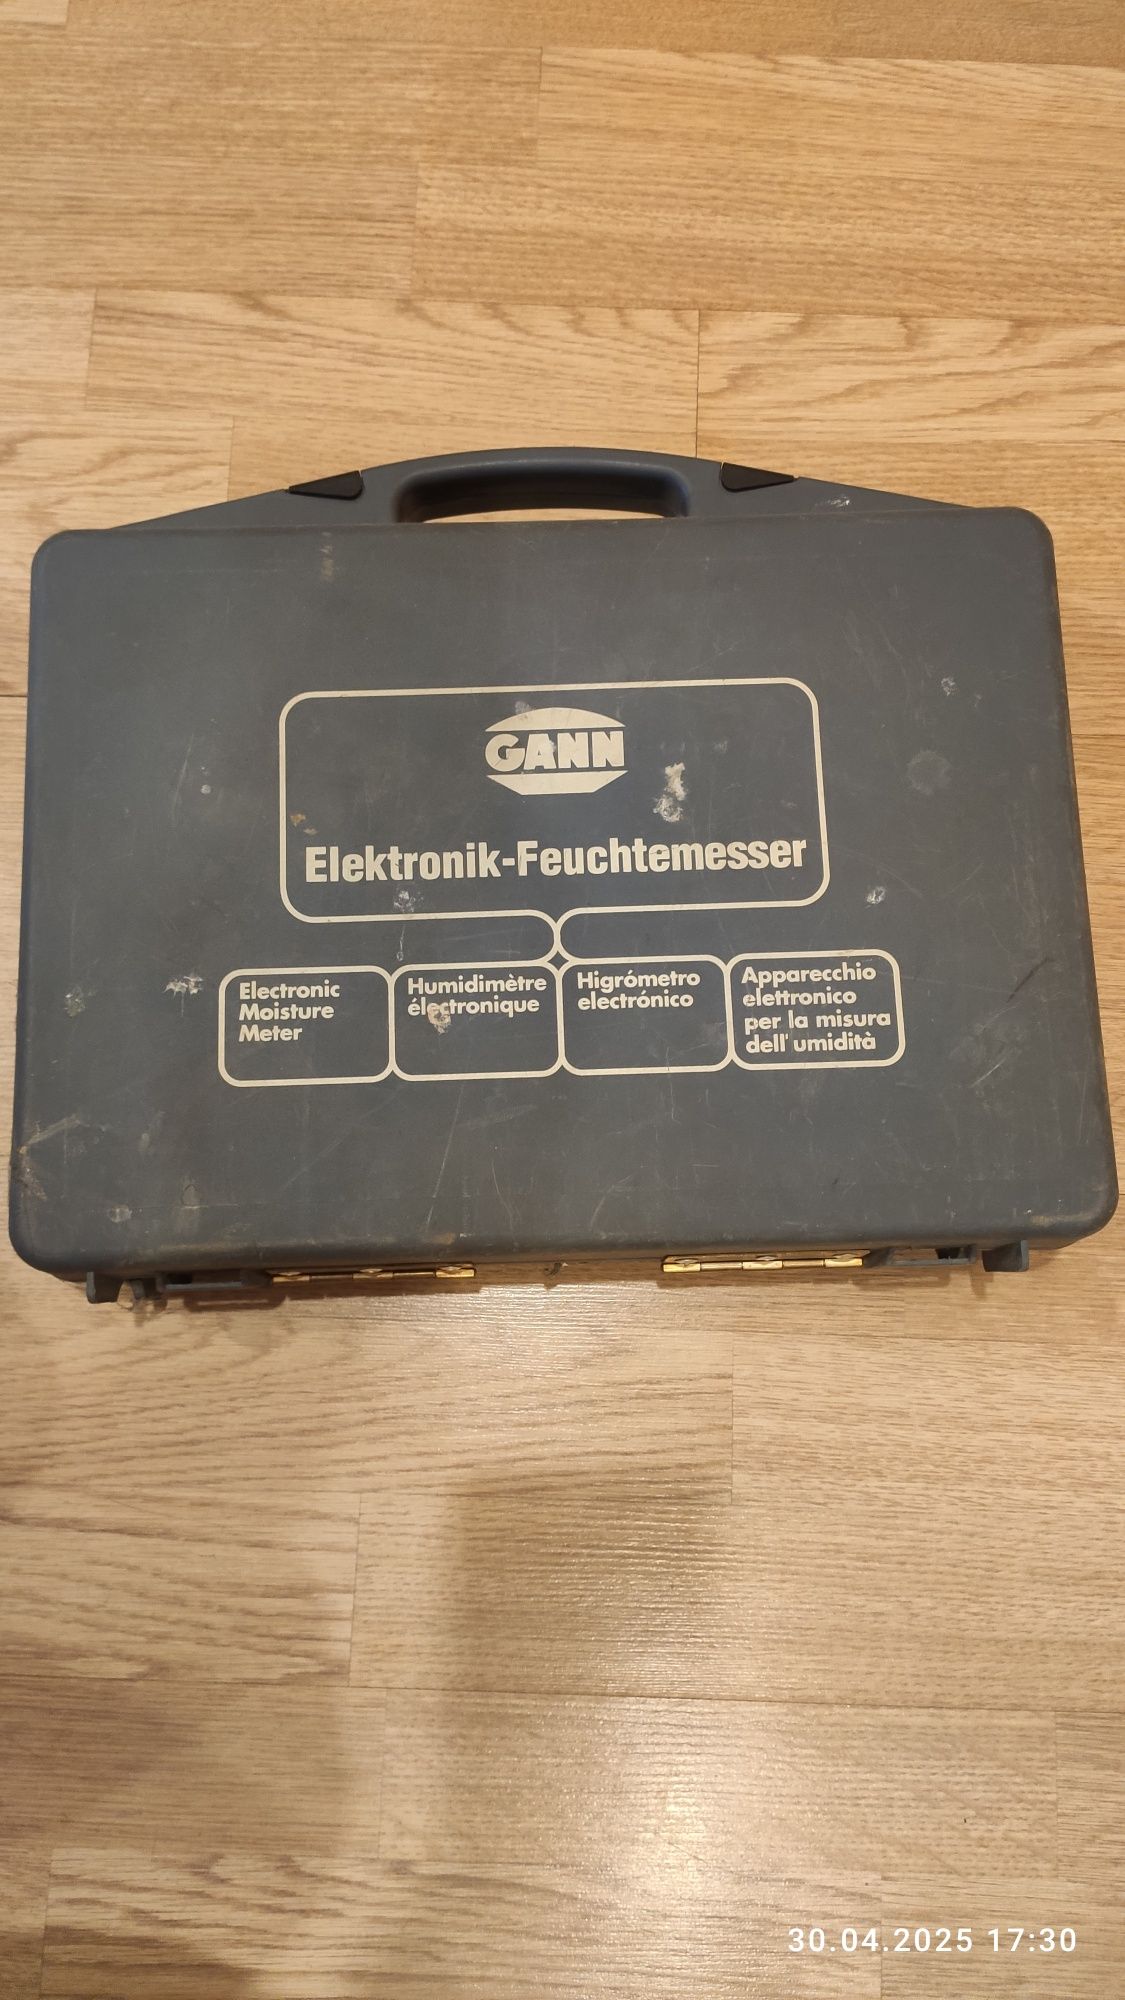 GANN
Elektronik-Feuchtemesser
Electronic
Moisture
Meter
Humidimètre
électronique
Higrómetro
electrónico
Apparecchio
elettronico
per la misura
dell' umidità
30.04.2025 17:30